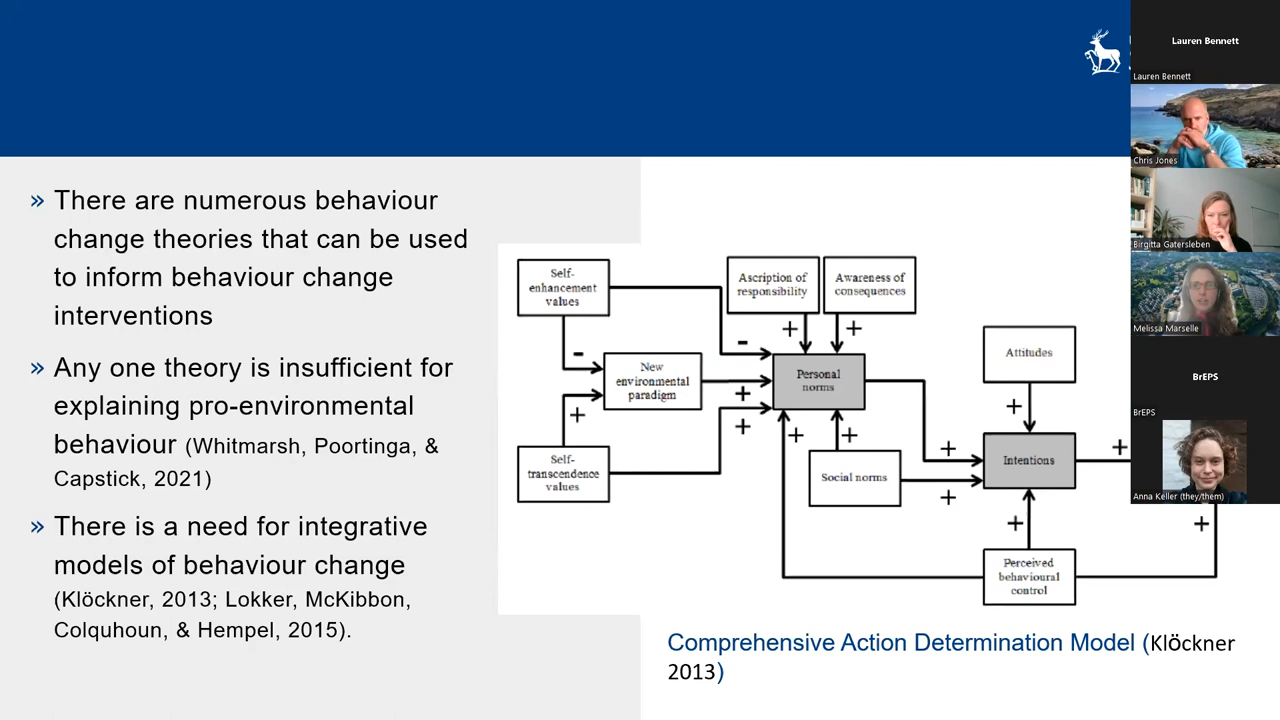 » There are numerous behaviour
change theories that can be used
to inform behaviour change
interventions
» Any one theory is insufficient for
explaining pro-environmental
behaviour (Whitmarsh, Poortinga, &
Capstick, 2021)
» There is a need for integrative
models of behaviour change
(Klöckner, 2013; Lokker, McKibbon,
Colquhoun, & Hempel, 2015).
Self-
enhancement
values
Ascription of
responsibility
Awareness of
consequences
-
-
+
+
New
environmental
paradigm
Personal
norms
Attitudes
+
+
+
+
+
+
Self-
transcendence
values
Social norms
+
+
Intentions
+
+
+
Perceived
behavioural
control
Comprehensive Action Determination Model (Klöckner
2013)
Lauren Bennett
Lauren Bennett
Chris Jones
Birgitta Gatersleben
Melissa Marselle
BrEPS
BrEPS
Anna Keller (they/them)